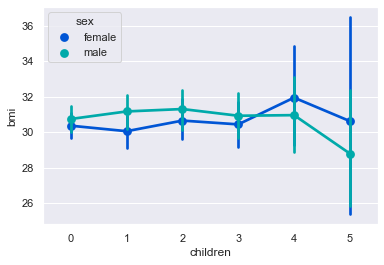 36
34
32
30
28
26
bmi
sex
female
male
0 1 2 3 4 5
children